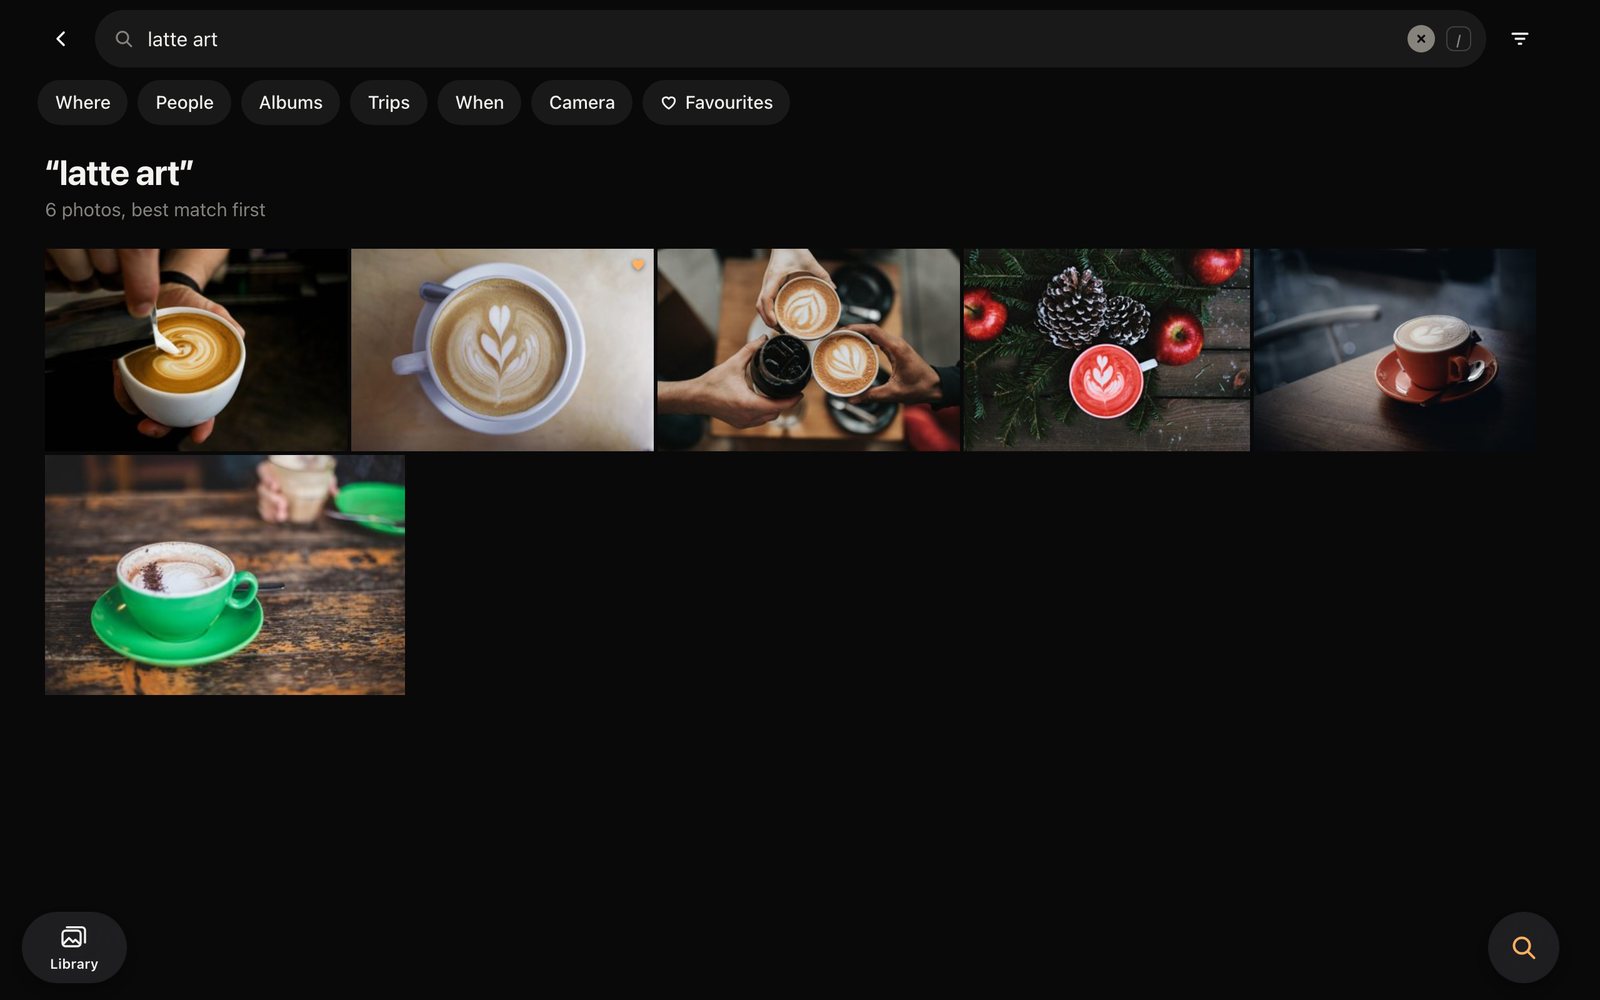 latte art
/
Where
People
Albums
Trips
When
Camera
Favourites
“latte art”
6 photos, best match first
Library